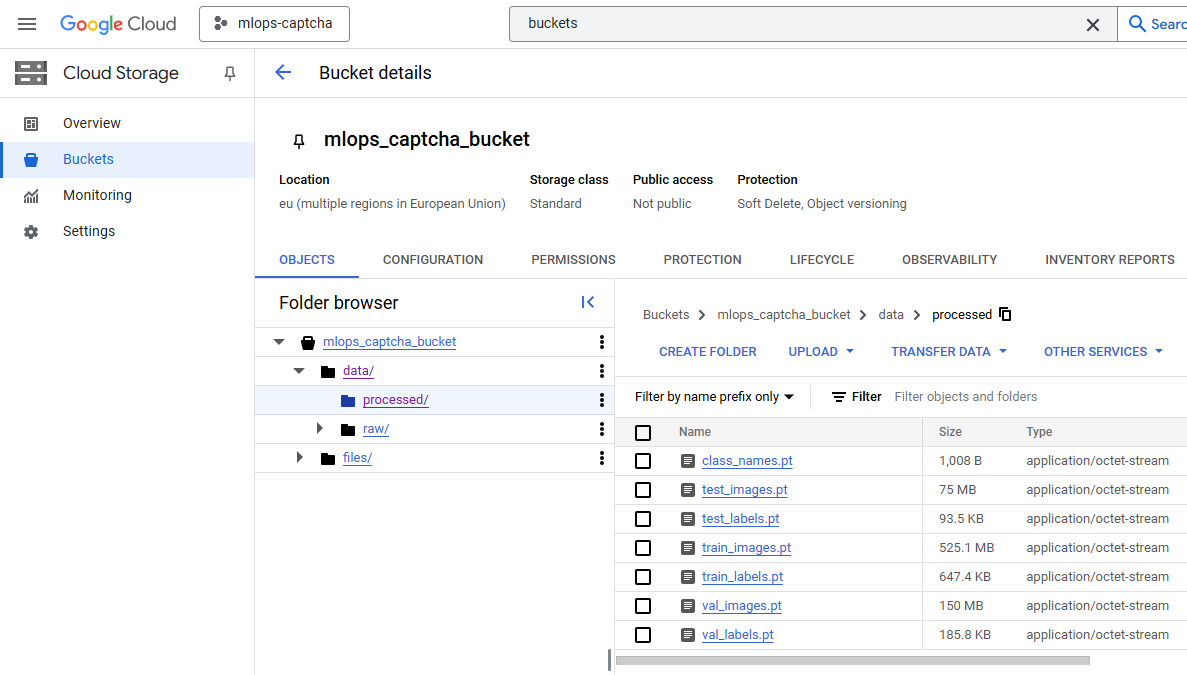 Google Cloud
mlops-captcha
buckets
Searc
Cloud Storage
Bucket details
Overview
Buckets
Monitoring
Settings
mlops_captcha_bucket
Location Storage class Public access Protection
eu (multiple regions in European Union) Standard Not public Soft Delete, Object versioning
OBJECTS CONFIGURATION PERMISSIONS PROTECTION LIFECYCLE OBSERVABILITY INVENTORY REPORTS
Folder browser
mlops_captcha_bucket
data/
processed/
raw/
files/
Buckets > mlops_captcha_bucket > data > processed
CREATE FOLDER UPLOAD TRANSFER DATA OTHER SERVICES
Filter by name prefix only Filter Filter objects and folders
Name Size Type
class_names.pt 1,008 B application/octet-stream
test_images.pt 75 MB application/octet-stream
test_labels.pt 93.5 KB application/octet-stream
train_images.pt 525.1 MB application/octet-stream
train_labels.pt 647.4 KB application/octet-stream
val_images.pt 150 MB application/octet-stream
val_labels.pt 185.8 KB application/octet-stream